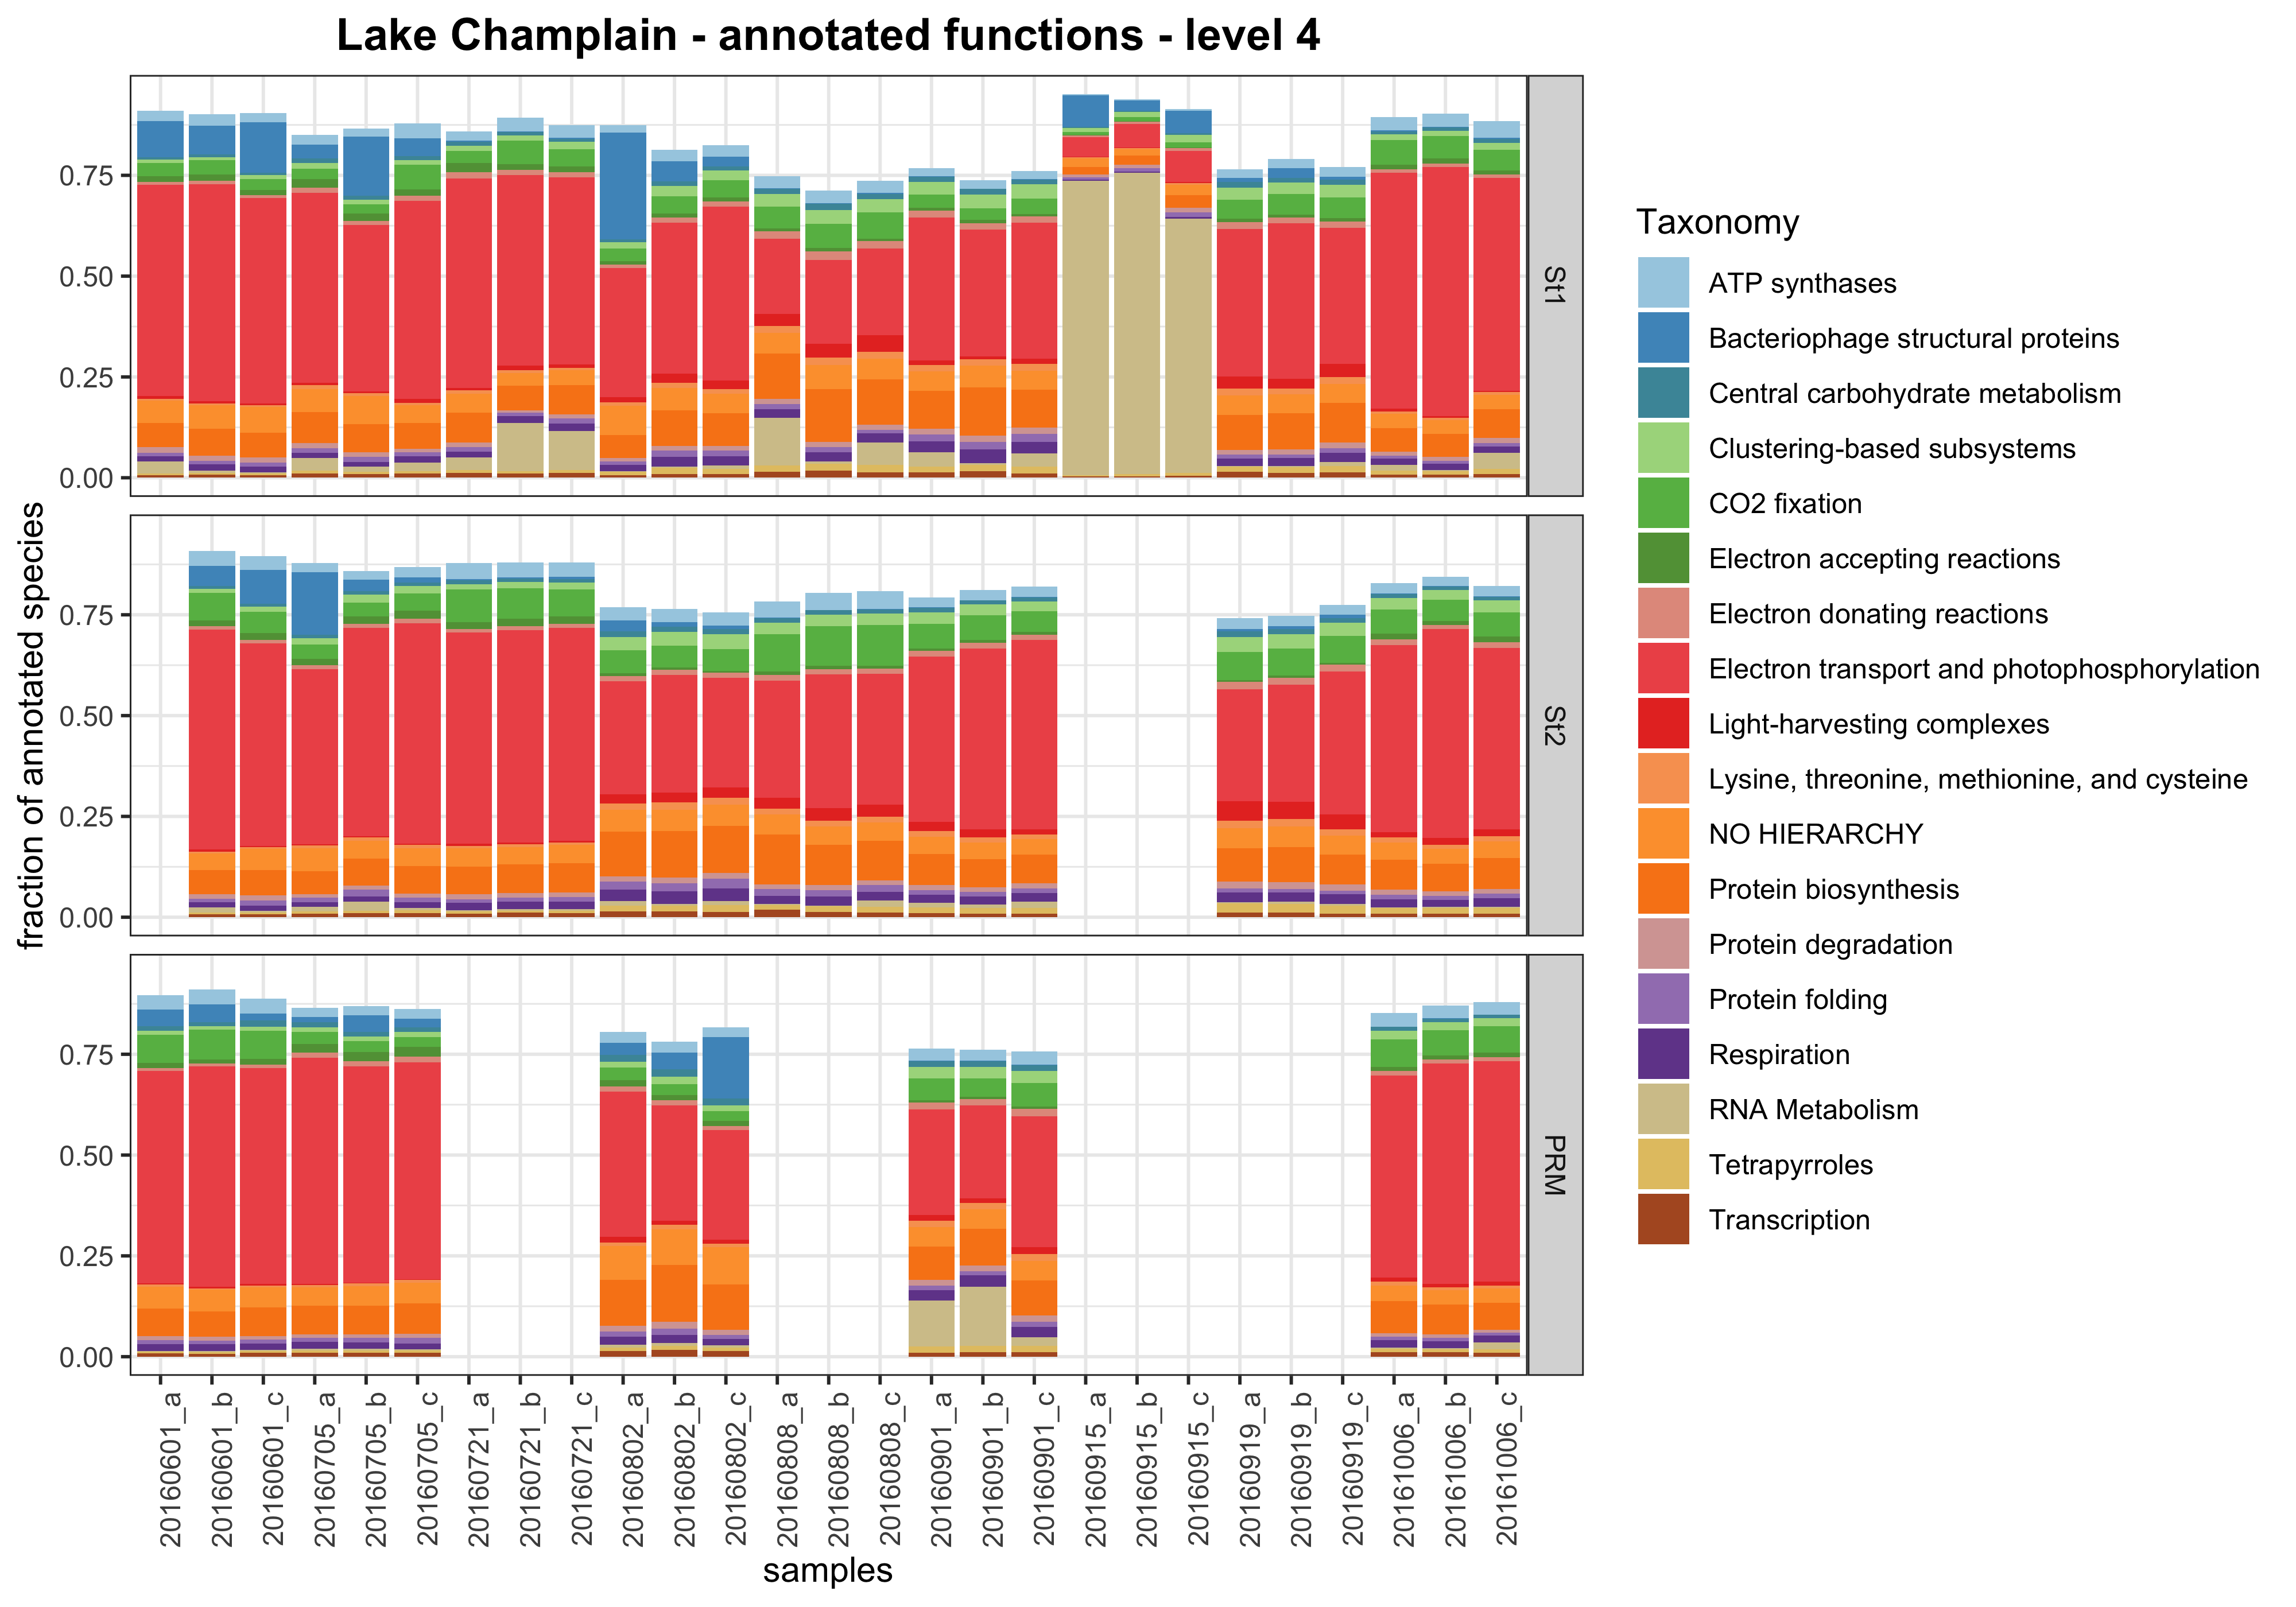 Lake Champlain - annotated functions - level 4
fraction of annotated species
0.75
0.50
0.25
0.00
St1
0.75
0.50
0.25
0.00
St2
0.75
0.50
0.25
0.00
PRM
20160601_a
20160601_b
20160601_c
20160705_a
20160705_b
20160705_c
20160721_a
20160721_b
20160721_c
20160802_a
20160802_b
20160802_c
20160808_a
20160808_b
20160808_c
20160901_a
20160901_b
20160901_c
20160915_a
20160915_b
20160915_c
20160919_a
20160919_b
20160919_c
20161006_a
20161006_b
20161006_c
samples
Taxonomy
ATP synthases
Bacteriophage structural proteins
Central carbohydrate metabolism
Clustering-based subsystems
CO2 fixation
Electron accepting reactions
Electron donating reactions
Electron transport and photophosphorylation
Light-harvesting complexes
Lysine, threonine, methionine, and cysteine
NO HIERARCHY
Protein biosynthesis
Protein degradation
Protein folding
Respiration
RNA Metabolism
Tetrapyrroles
Transcription